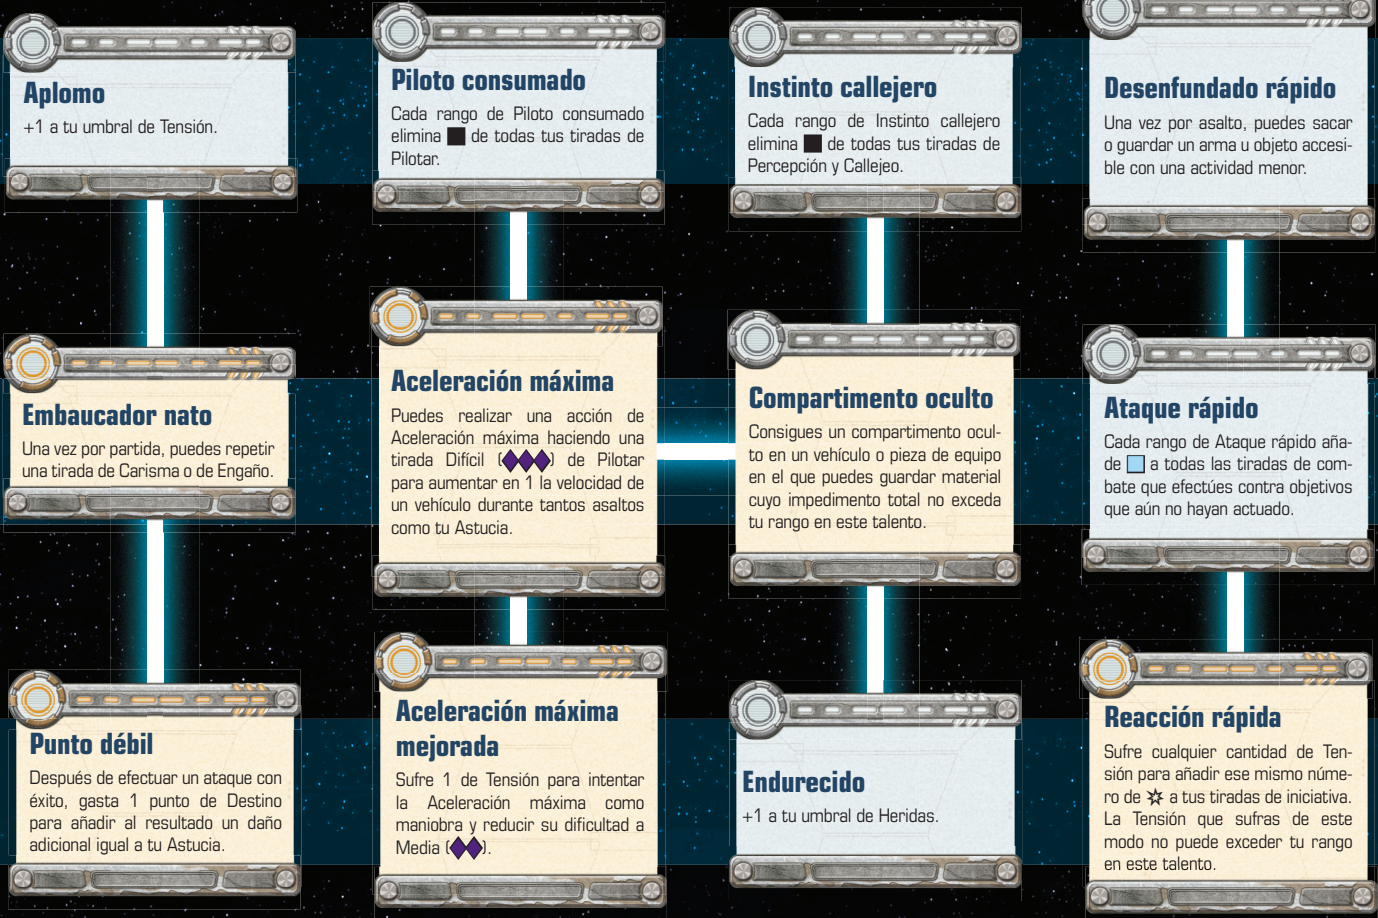 Aplomo
+1 a tu umbral de Tensión.
Piloto consumado
Cada rango de Piloto consumado
elimina ■ de todas tus tiradas de
Pilotar.
Instinto callejero
Cada rango de Instinto callejero
elimina ■ de todas tus tiradas de
Percepción y Callejeo.
Desenfundado rápido
Una vez por asalto, puedes sacar
o guardar un arma u objeto accesi-
ble con una actividad menor.
Embaucador nato
Una vez por partida, puedes repetir
una tirada de Carisma o de Engaño.
Aceleración máxima
Puedes realizar una acción de
Aceleración máxima haciendo una
tirada Difícil (◆◆◆) de Pilotar
para aumentar en 1 la velocidad de
un vehículo durante tantos asaltos
como tu Astucia.
Compartimento oculto
Consigues un compartimento ocul-
to en un vehículo o pieza de equipo
en el que puedes guardar material
cuyo impedimento total no exceda
tu rango en este talento.
Ataque rápido
Cada rango de Ataque rápido aña-
de ■ a todas las tiradas de com-
bate que efectúes contra objetivos
que aún no hayan actuado.
Punto débil
Después de efectuar un ataque con
éxito, gasta 1 punto de Destino
para añadir al resultado un daño
adicional igual a tu Astucia.
Aceleración máxima
mejorada
Sufre 1 de Tensión para intentar
la Aceleración máxima como
maniobra y reducir su dificultad a
Media (◆◆).
Endurecido
+1 a tu umbral de Heridas.
Reacción rápida
Sufre cualquier cantidad de Ten-
sión para añadir ese mismo núme-
ro de ✲ a tus tiradas de iniciativa.
La Tensión que sufras de este
modo no puede exceder tu rango
en este talento.